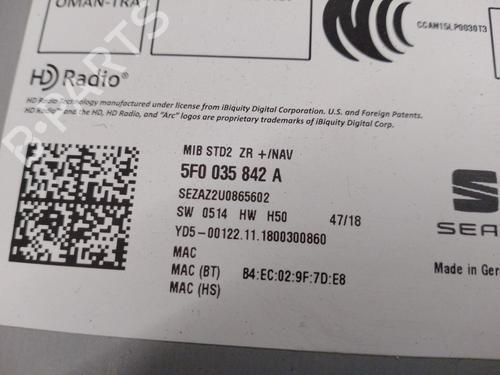 OMAN-TRA
CCAH15LP0030T3
HD Radio®
HD Radio Technology manufactured under license from iBiquity Digital Corporation. U.S. and Foreign Patents.
HD Radio™ and the HD, HD Radio, and "Arc" logos are proprietary trademarks of iBiquity Digital Corp.
MIB STD2 ZR +/NAV
5F0 035 842 A
SEZAZ2U0865602
SW 0514 HW H50 47/18
YD5-00122.11.1800300860
SEA
MAC
MAC (BT) B4:EC:02:9F:7D:E8
Made in Ger
MAC (HS)
B-PARTS